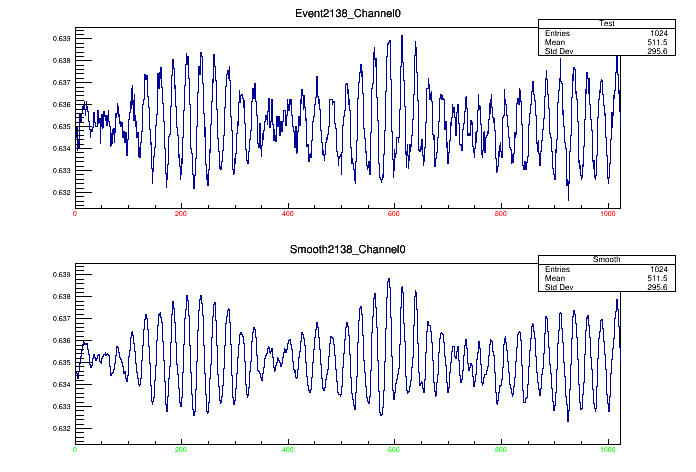 Event2138_Channel0
Test
Entries 1024
Mean 511.5
Std Dev 295.6
0.639
0.638
0.637
0.636
0.635
0.634
0.633
0.632
0 200 400 600 800 1000
Smooth2138_Channel0
Smooth
Entries 1024
Mean 511.5
Std Dev 295.6
0.639
0.638
0.637
0.636
0.635
0.634
0.633
0.632
0 200 400 600 800 1000